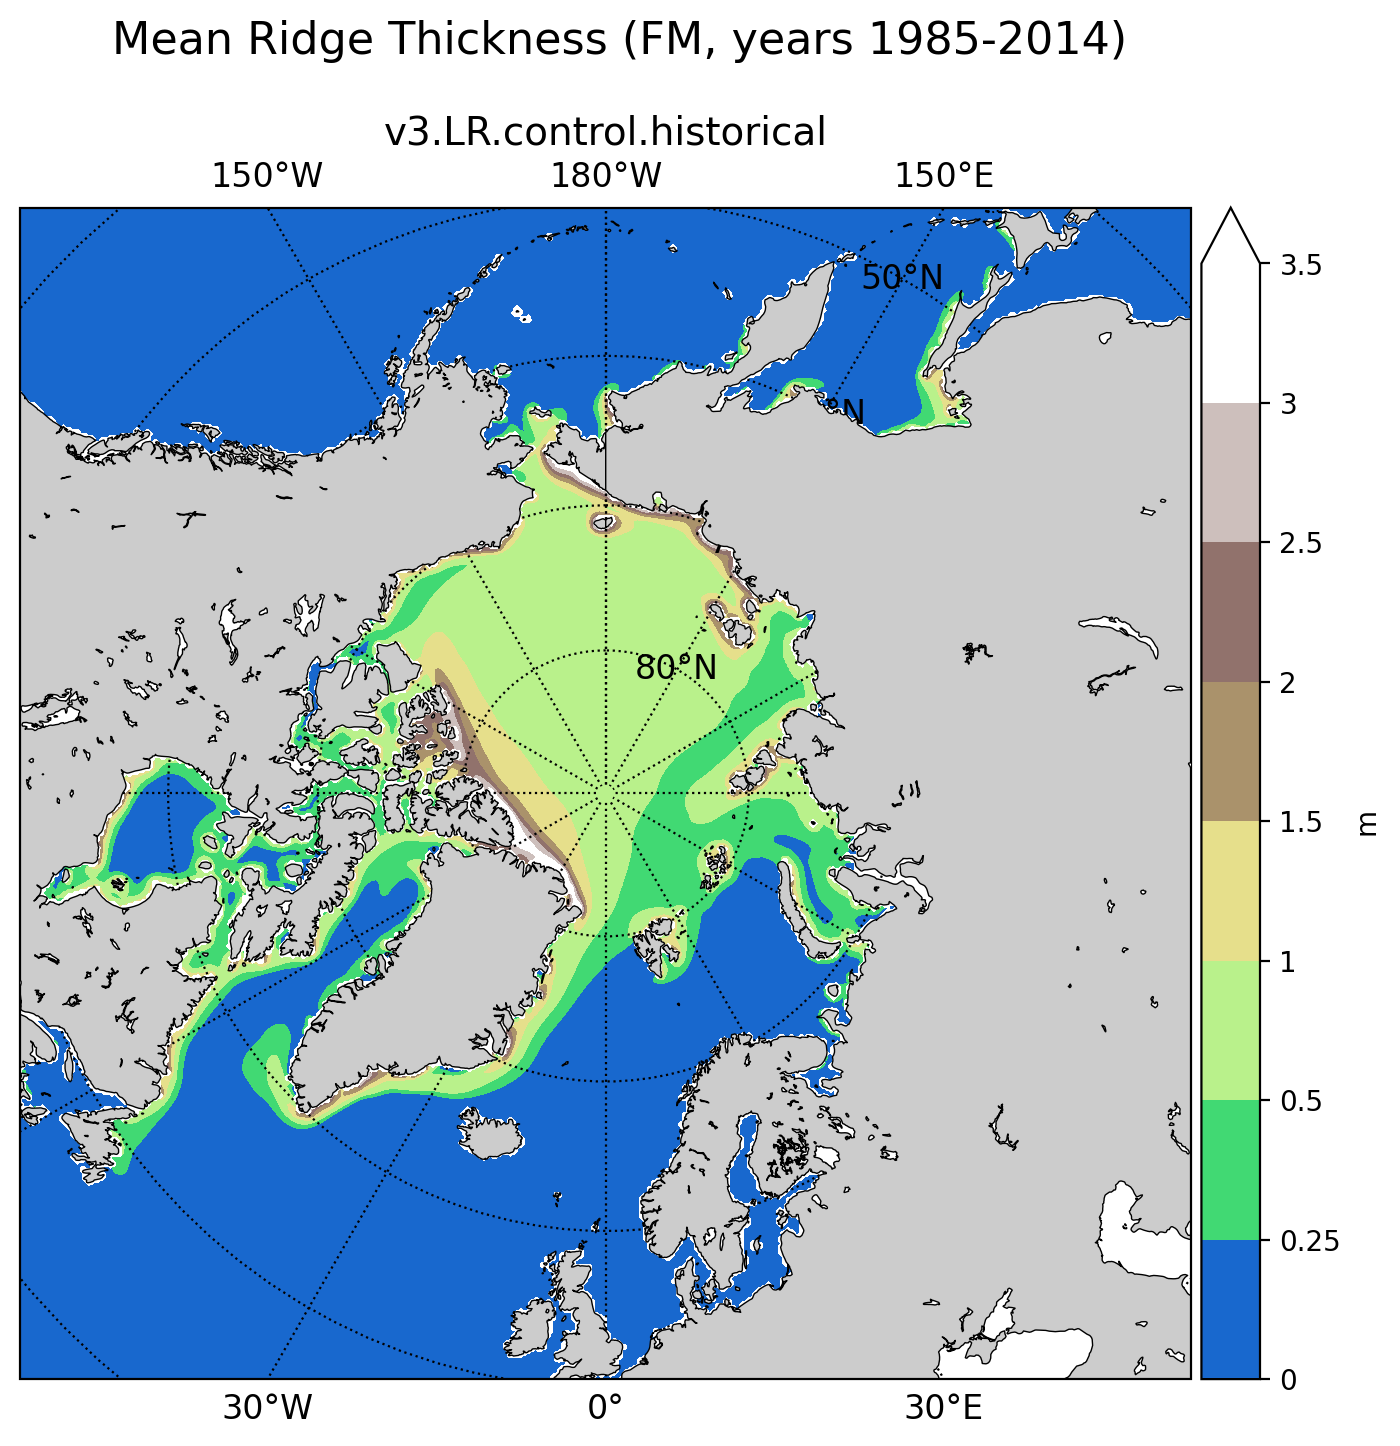 Mean Ridge Thickness (FM, years 1985-2014)
v3.LR.control.historical
150°W 180°W 150°E
50°N
°N
80°N
3.5
3
2.5
2
1.5
1
0.5
0.25
0
m
30°W 0° 30°E